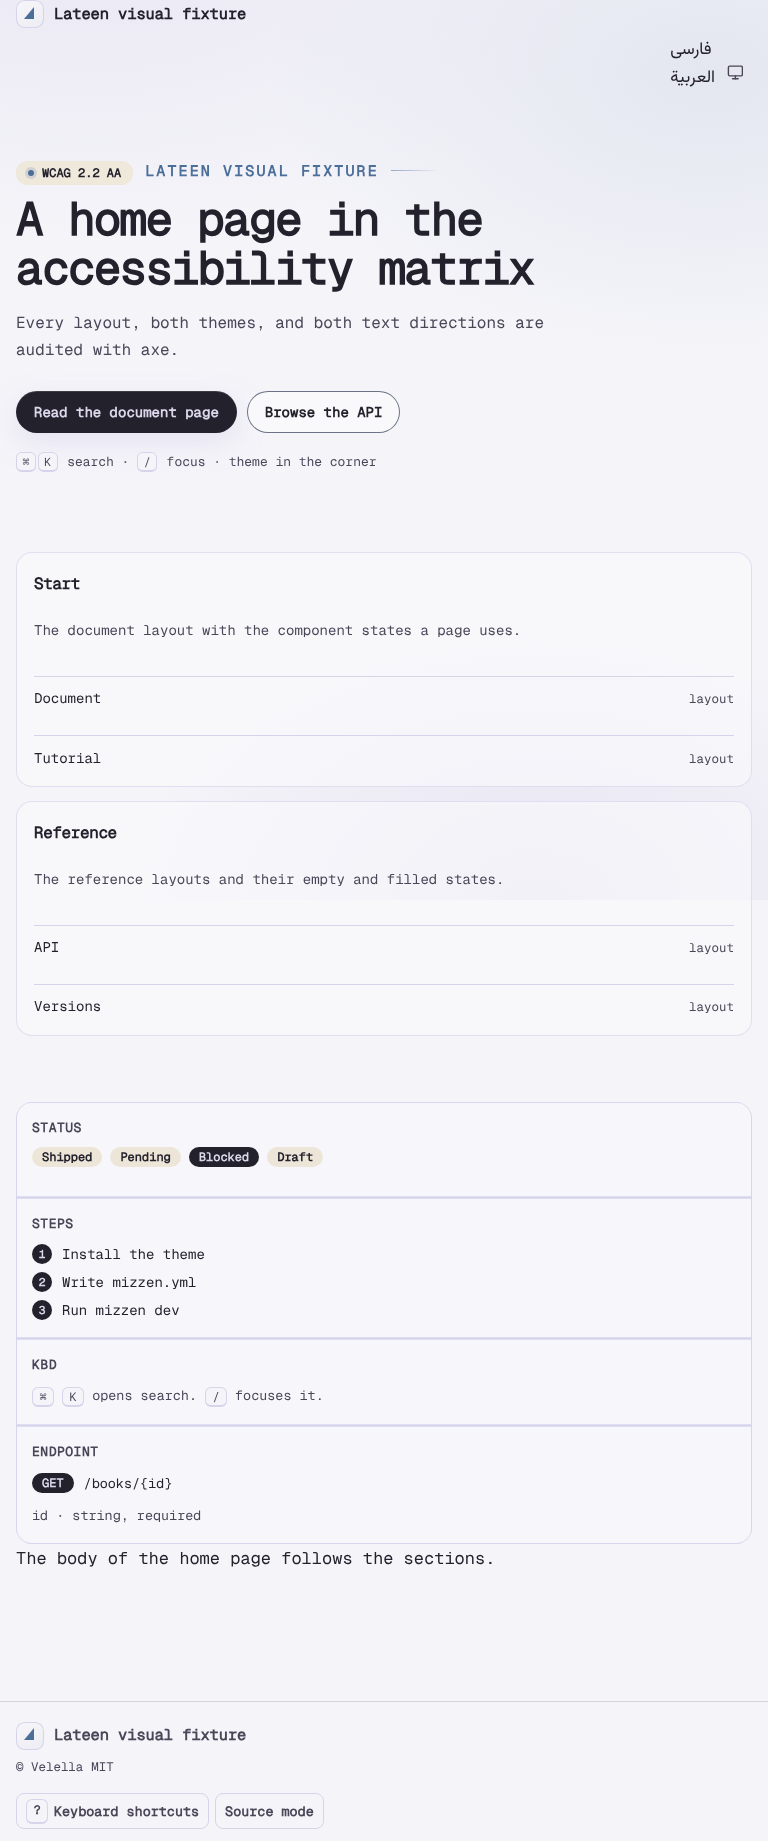 Lateen visual fixture
فارسی
العربية
WCAG 2.2 AA LATEEN VISUAL FIXTURE
A home page in the
accessibility matrix
Every layout, both themes, and both text directions are
audited with axe.
Read the document page Browse the API
⌘ K search · / focus · theme in the corner
Start
The document layout with the component states a page uses.
Document layout
Tutorial layout
Reference
The reference layouts and their empty and filled states.
API layout
Versions layout
STATUS
Shipped Pending Blocked Draft
STEPS
1 Install the theme
2 Write mizzen.yml
3 Run mizzen dev
KBD
⌘ K opens search. / focuses it.
ENDPOINT
GET /books/{id}
id · string, required
The body of the home page follows the sections.
Lateen visual fixture
© Velella MIT
? Keyboard shortcuts Source mode